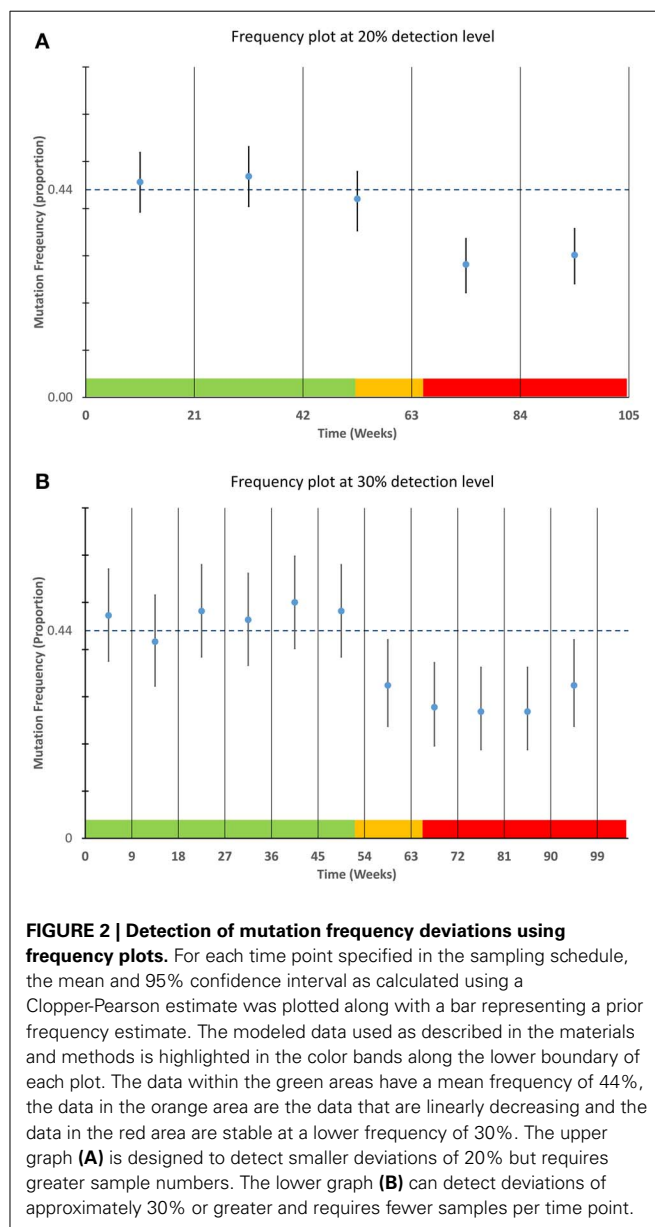 A
Frequency plot at 20% detection level
Mutation Freqeuncy (proportion)
0.44
0.00
0 21 42 63 84 105
Time (Weeks)
B
Frequency plot at 30% detection level
Mutation Frequency (Proportion)
0.44
0
0 9 18 27 36 45 54 63 72 81 90 99
Time (Weeks)
FIGURE 2 | Detection of mutation frequency deviations using
frequency plots. For each time point specified in the sampling schedule,
the mean and 95% confidence interval as calculated using a
Clopper-Pearson estimate was plotted along with a bar representing a prior
frequency estimate. The modeled data used as described in the materials
and methods is highlighted in the color bands along the lower boundary of
each plot. The data within the green areas have a mean frequency of 44%,
the data in the orange area are the data that are linearly decreasing and the
data in the red area are stable at a lower frequency of 30%. The upper
graph (A) is designed to detect smaller deviations of 20% but requires
greater sample numbers. The lower graph (B) can detect deviations of
approximately 30% or greater and requires fewer samples per time point.